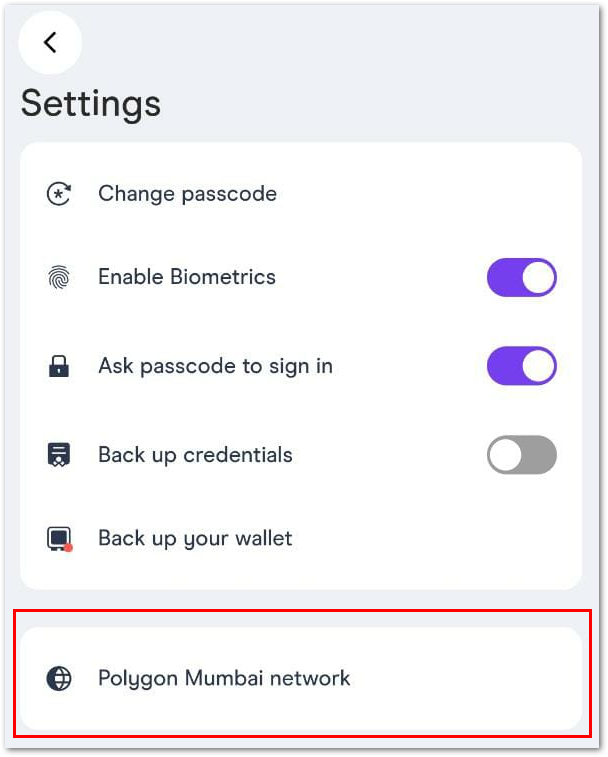 Settings
Change passcode
Enable Biometrics
Ask passcode to sign in
Back up credentials
Back up your wallet
Polygon Mumbai network